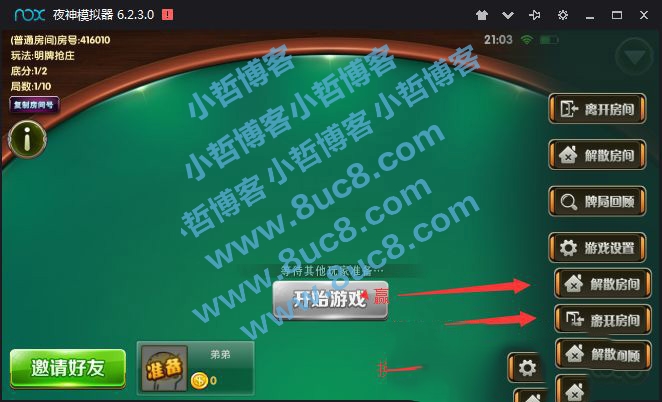 nox 夜神模拟器 6.2.3.0
(普通房间)房号:416010
21:03
玩法:明牌抢庄
底分:1/2
局数:1/10
复制房间号
小哲博客
小哲博客 小哲博客
小哲博客 小哲博客
小哲博客
www.8uc8.com
www.8uc8.com
www.8uc8.com
离开房间
解散房间
牌局回顾
游戏设置
等待其他玩家准备…
解散房间
开始游戏
赢
离开房间
解散
回顾
邀请好友
准备
弟弟
0